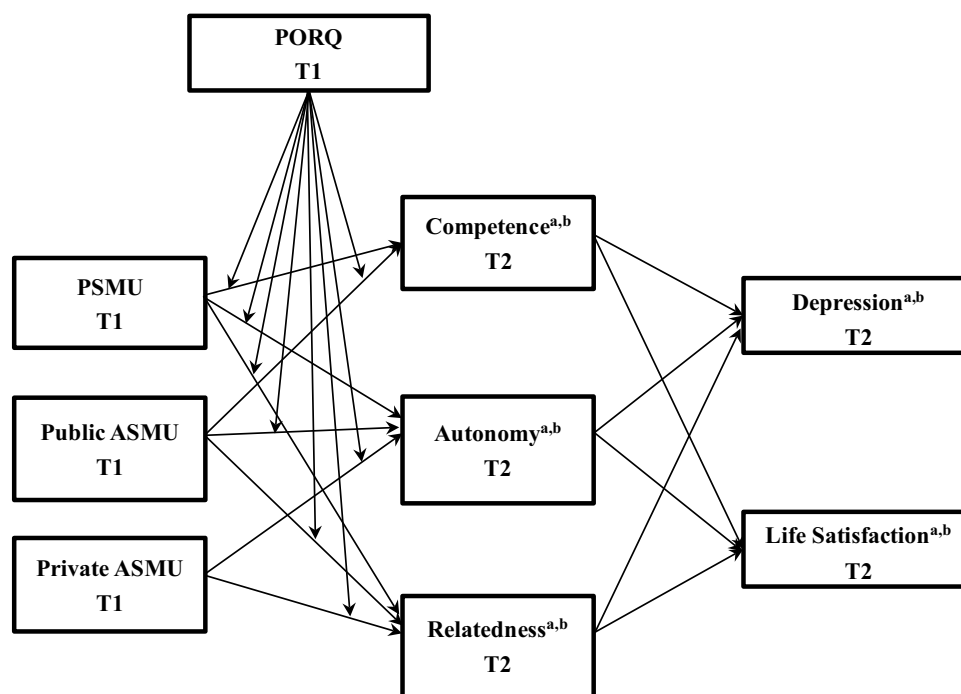 PORQ
T1
Competence^a,b
T2
PSMU
T1
Depression^a,b
T2
Public ASMU
T1
Autonomy^a,b
T2
Life Satisfaction^a,b
T2
Private ASMU
T1
Relatedness^a,b
T2